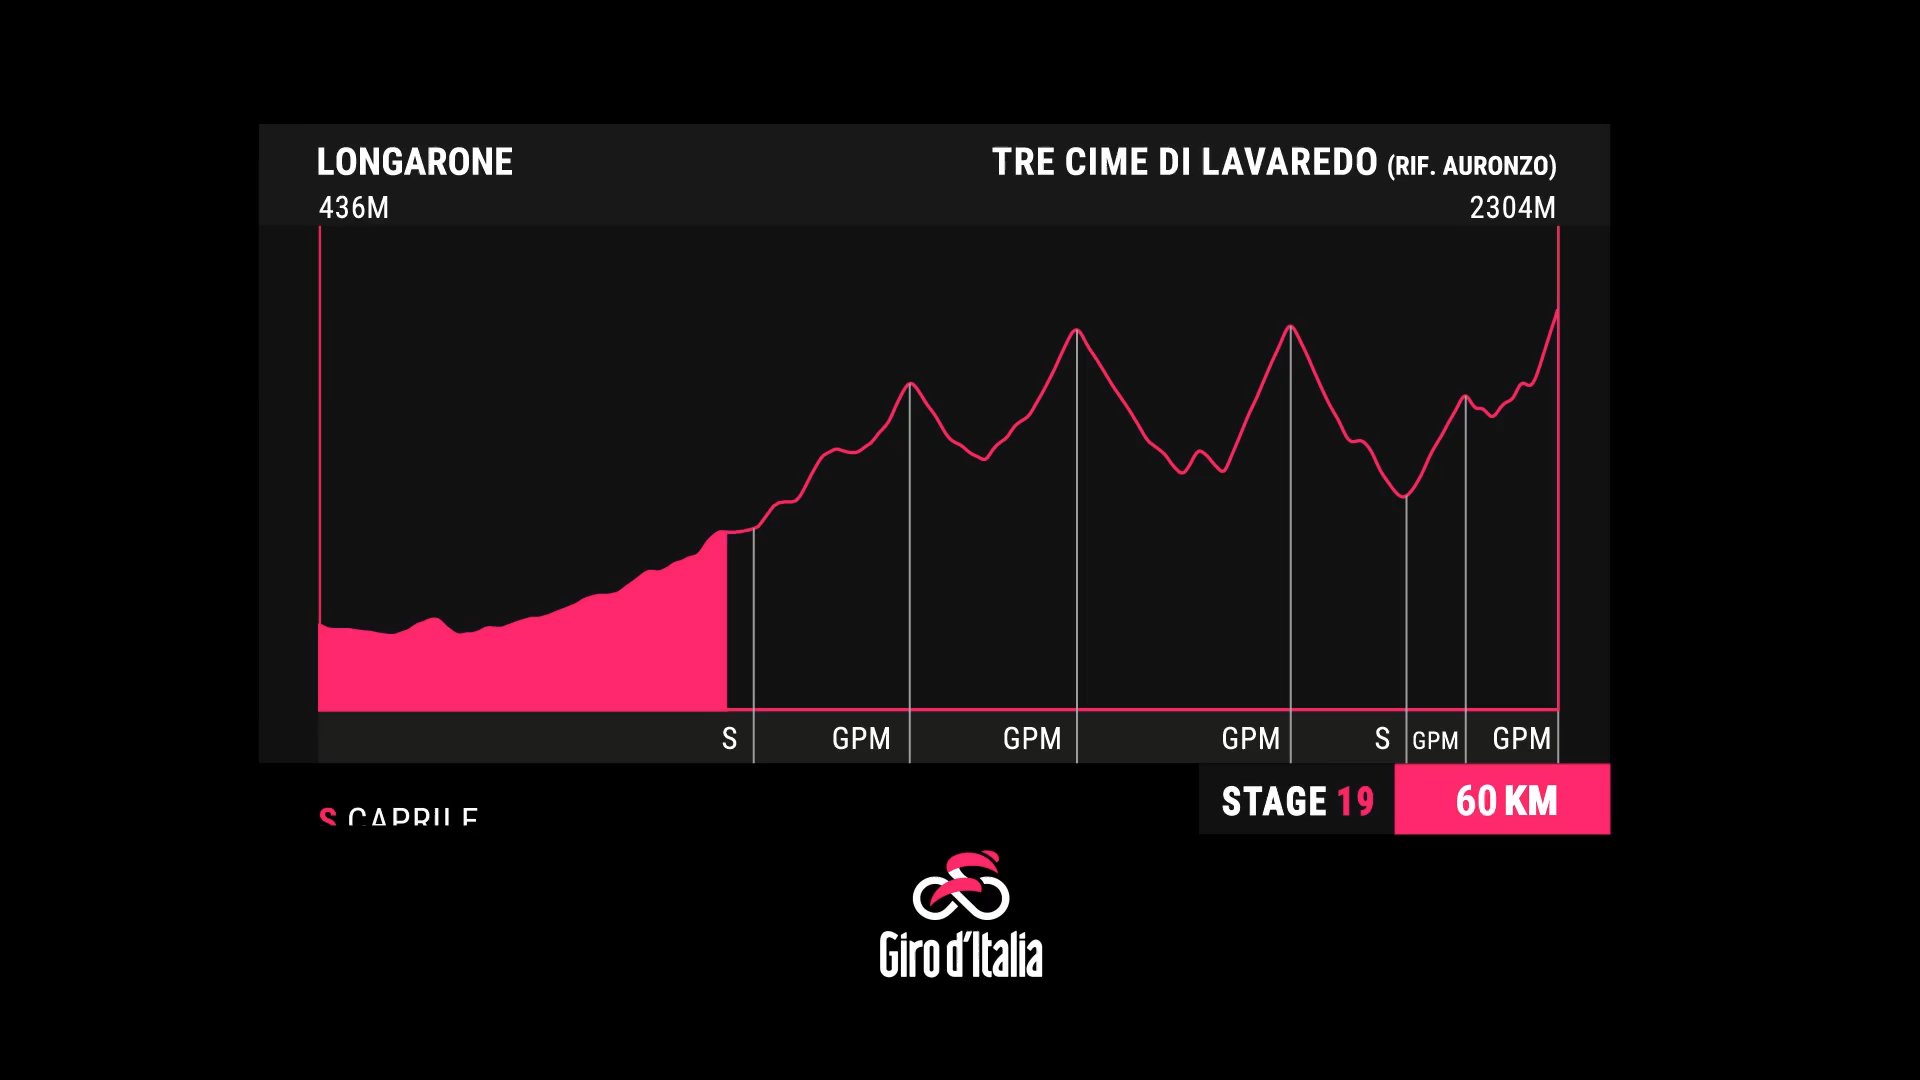 LONGARONE
TRE CIME DI LAVAREDO (RIF. AURONZO)
436M
2304M
S GPM GPM GPM S GPM GPM
STAGE 19 60 KM
S CAPRILE
Giro d'Italia